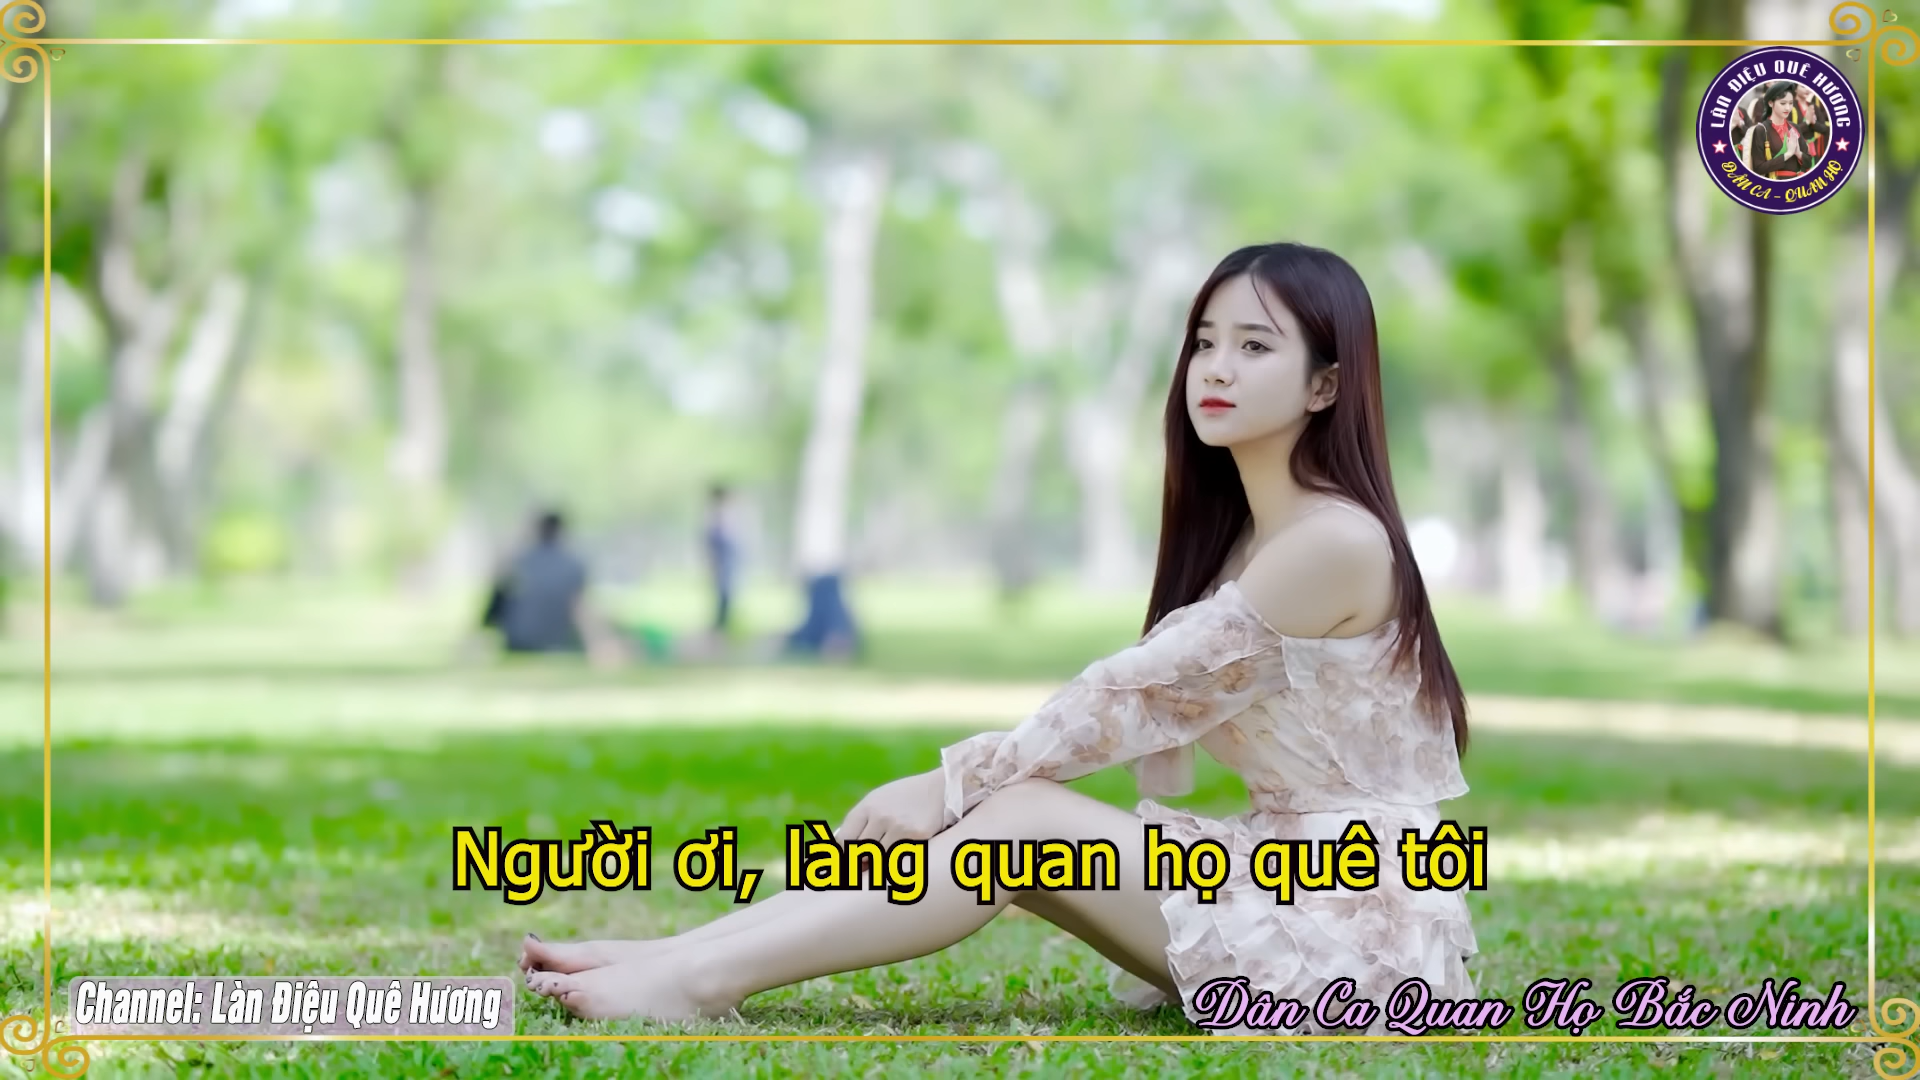 LÀN ĐIỆU QUÊ HƯƠNG
DÂN CA - QUAN HỌ
Người ơi, làng quan họ quê tôi
Channel: Làn Điệu Quê Hương
Dân Ca Quan Họ Bắc Ninh